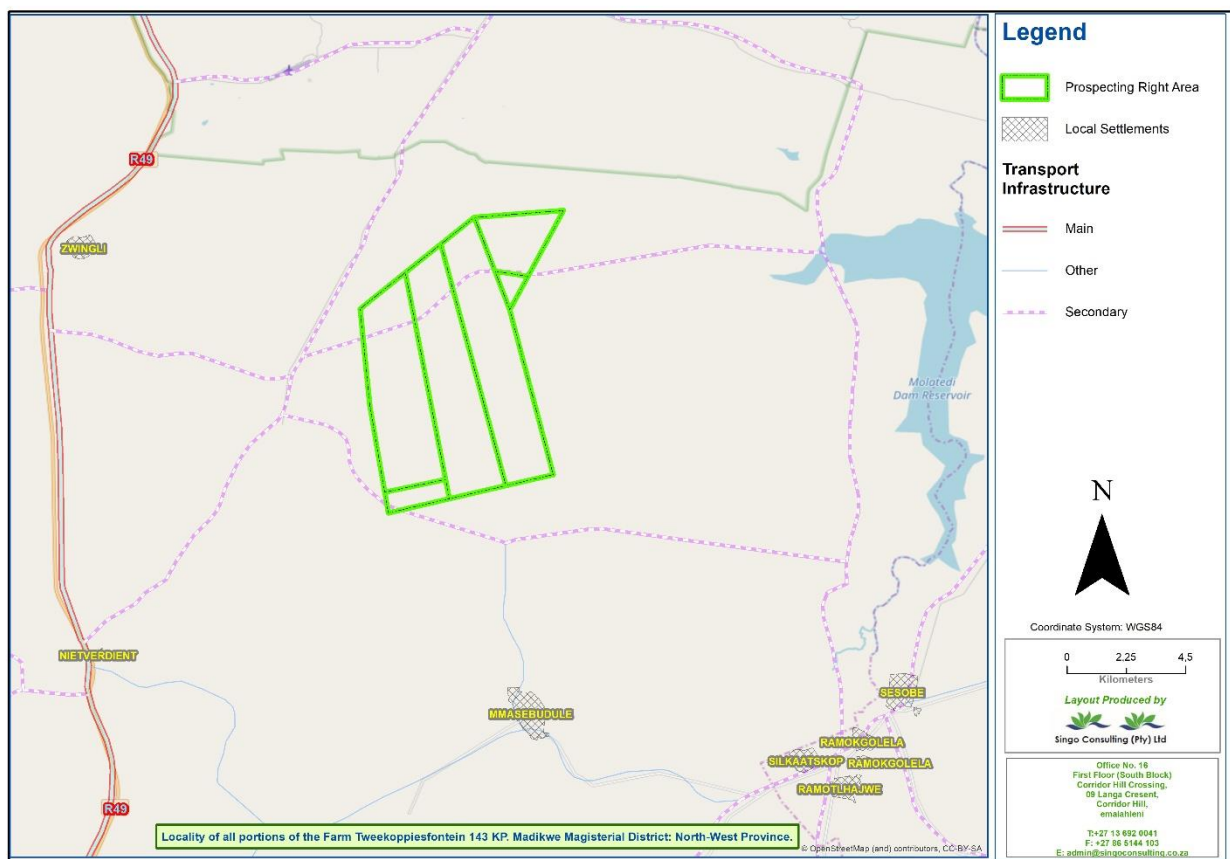 R49
ZWINGLI
Molatedi
Dam Reservoir
NIETVERDIENT
MMASEBUDULE
SESOBE
RAMOKGOLELA
SILKAATSKOP
RAMOKGOLELA
RAMOTLHAJWE
R49
Locality of all portions of the Farm Tweekoppiesfontein 143 KP. Madikwe Magisterial District: North-West Province.
© OpenStreetMap (and) contributors, CC-BY-SA
Legend
Prospecting Right Area
Local Settlements
Transport
Infrastructure
Main
Other
Secondary
N
Coordinate System: WGS84
0 2,25 4,5
Kilometers
Layout Produced by
Singo Consulting (Pty) Ltd
Office No. 16
First Floor (South Block)
Corridor Hill Crossing,
09 Langa Cresent,
Corridor Hill,
emalahleni
T:+27 13 692 0041
F: +27 86 5144 103
E: admin@singoconsulting.co.za